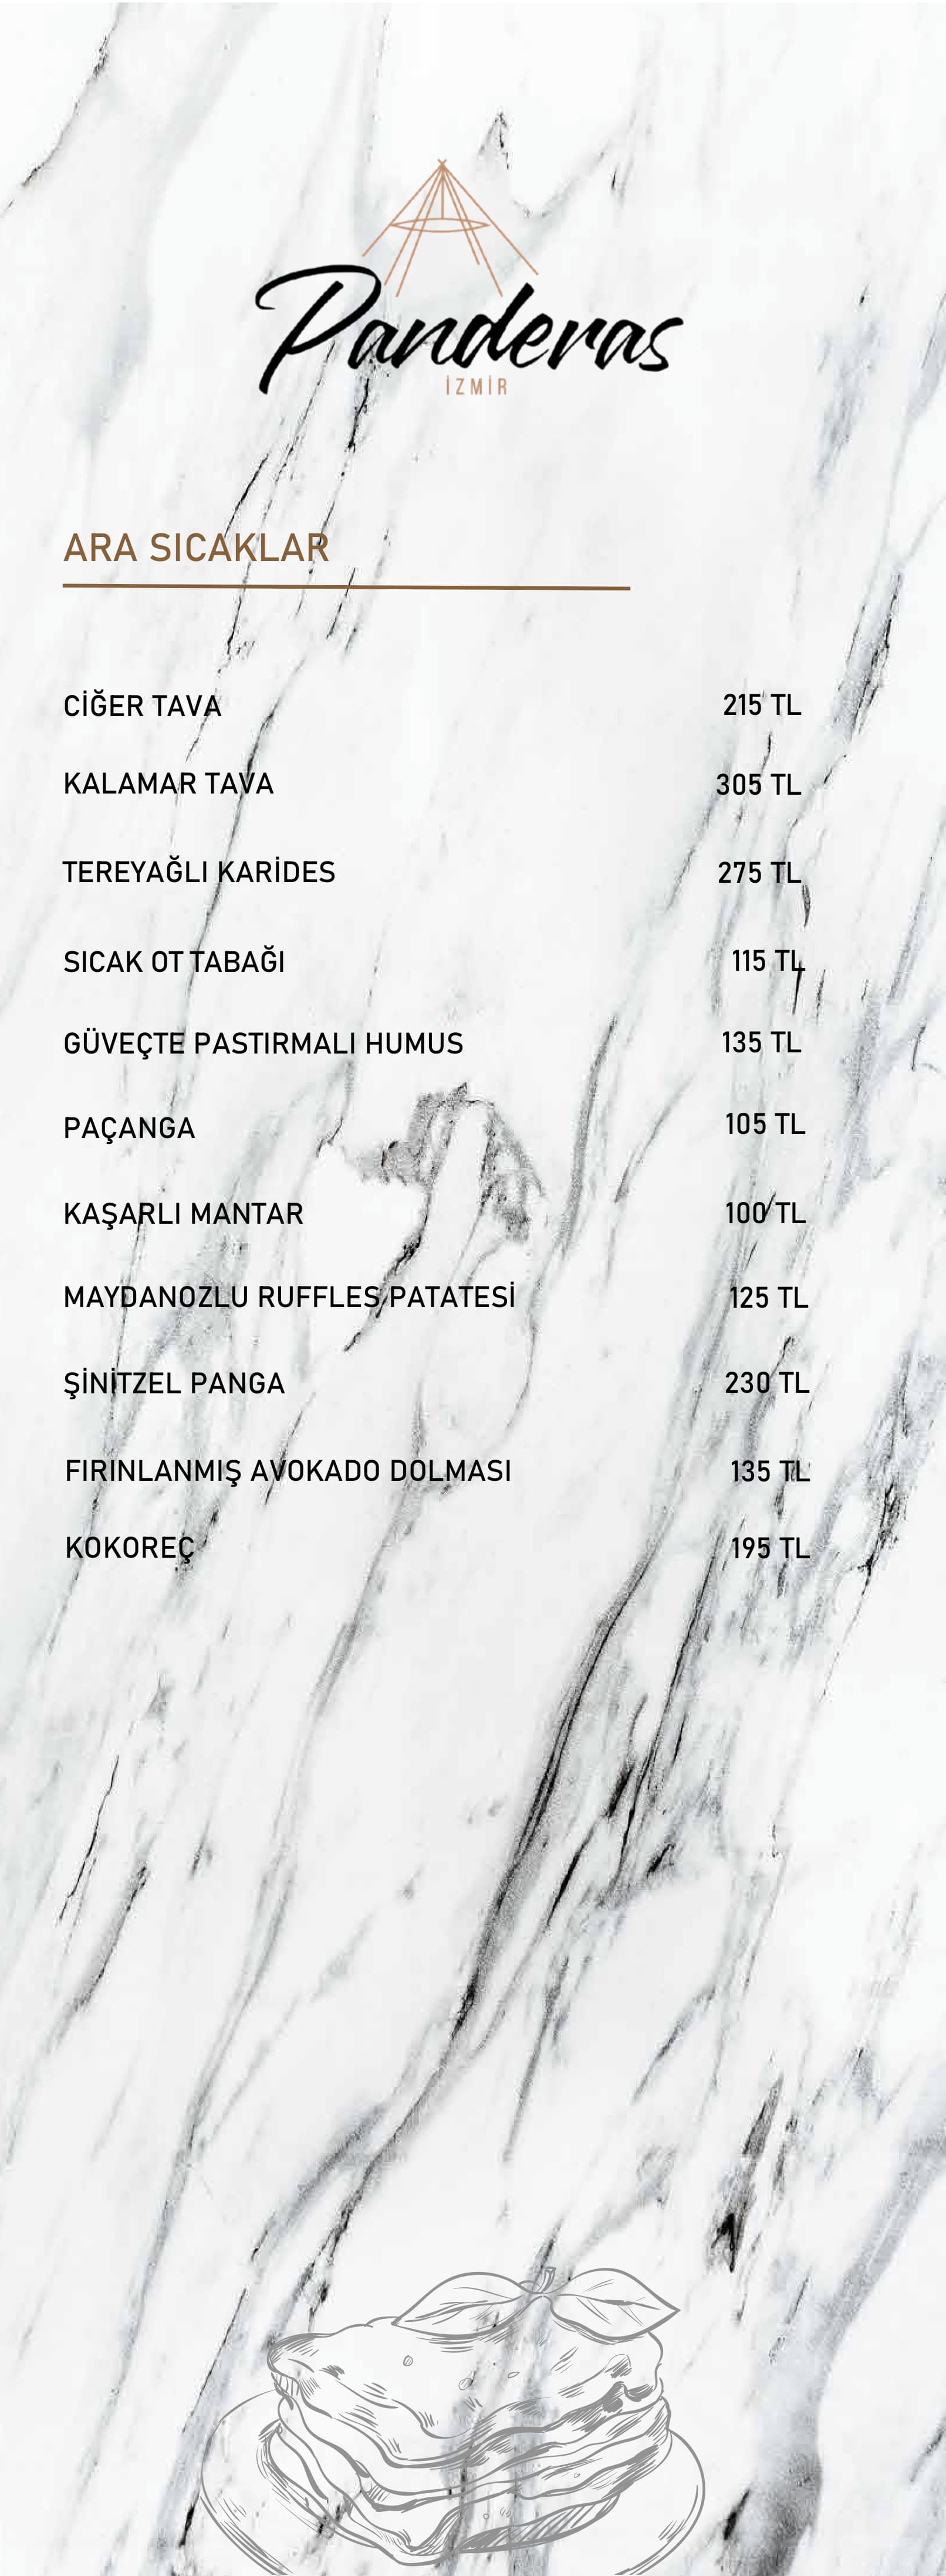 Panderas
İZMİR
ARA SICAKLAR
CİĞER TAVA 215 TL
KALAMAR TAVA 305 TL
TEREYAĞLI KARİDES 275 TL
SICAK OT TABAĞI 115 TL
GÜVEÇTE PASTIRMALI HUMUS 135 TL
PAÇANGA 105 TL
KAŞARLI MANTAR 100 TL
MAYDANOZLU RUFFLES PATATESİ 125 TL
ŞİNİTZEL PANGA 230 TL
FIRINLANMIŞ AVOKADO DOLMASI 135 TL
KOKOREÇ 195 TL